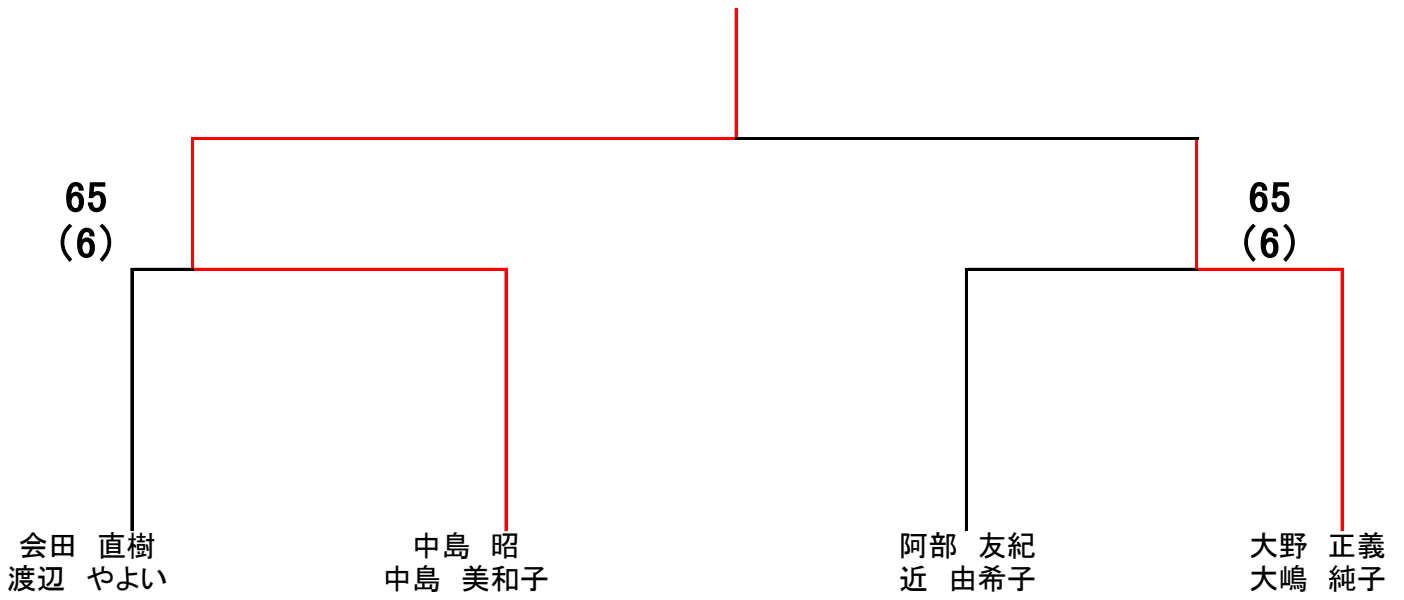 65
（6）
65
（6）
会田　直樹
渡辺　やよい
中島　昭
中島　美和子
阿部　友紀
近　由希子
大野　正義
大嶋　純子